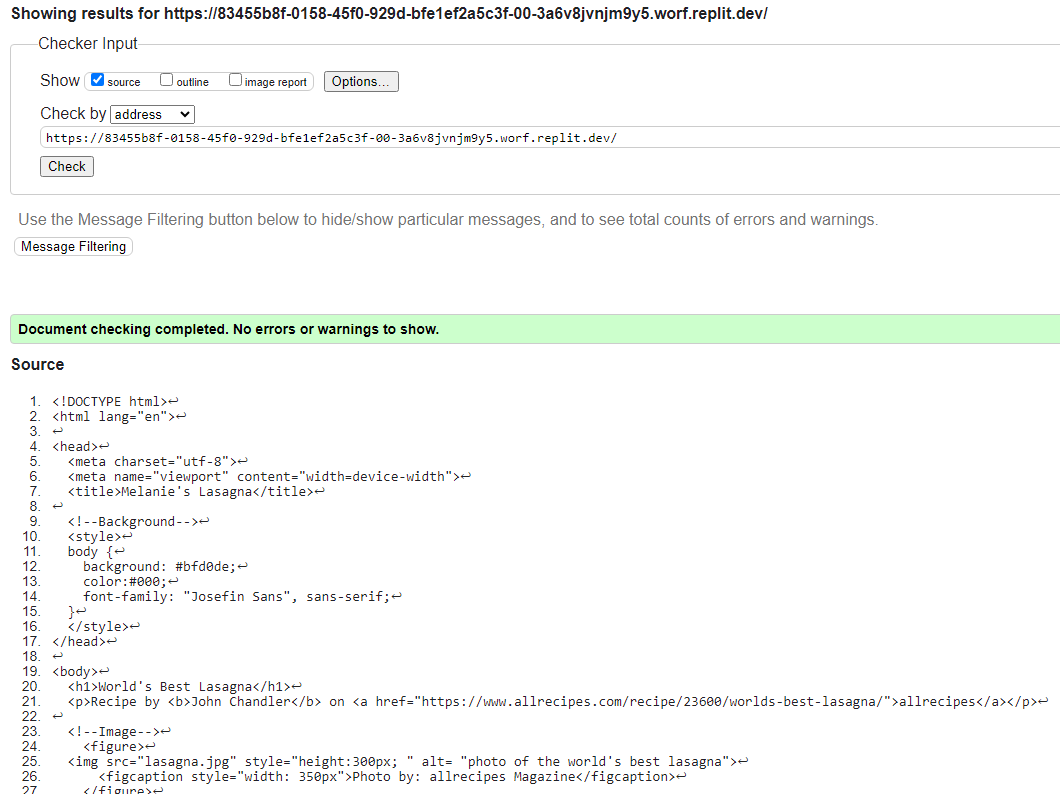 Showing results for https://83455b8f-0158-45f0-929d-bfe1ef2a5c3f-00-3a6v8jvnjm9y5.worf.replit.dev/
Checker Input
Show source outline image report Options...
Check by address
https://83455b8f-0158-45f0-929d-bfe1ef2a5c3f-00-3a6v8jvnjm9y5.worf.replit.dev/
Check
Use the Message Filtering button below to hide/show particular messages, and to see total counts of errors and warnings.
Message Filtering
Document checking completed. No errors or warnings to show.
Source
1. <!DOCTYPE html>↩
2. <html lang="en">↩
3. ↩
4. <head>↩
5.   <meta charset="utf-8">↩
6.   <meta name="viewport" content="width=device-width">↩
7.   <title>Melanie's Lasagna</title>↩
8. ↩
9.   <!--Background-->↩
10.   <style>↩
11.   body {↩
12.     background: #bfd0de;↩
13.     color:#000;↩
14.     font-family: "Josefin Sans", sans-serif;↩
15.   }↩
16.   </style>↩
17. </head>↩
18. ↩
19. <body>↩
20.   <h1>World's Best Lasagna</h1>↩
21.   <p>Recipe by <b>John Chandler</b> on <a href="https://www.allrecipes.com/recipe/23600/worlds-best-lasagna/">allrecipes</a></p>↩
22. ↩
23.   <!--Image-->↩
24.     <figure>↩
25.   <img src="lasagna.jpg" style="height:300px; " alt= "photo of the world's best lasagna">↩
26.       <figcaption style="width: 350px">Photo by: allrecipes Magazine</figcaption>↩
27.     </figure>↩